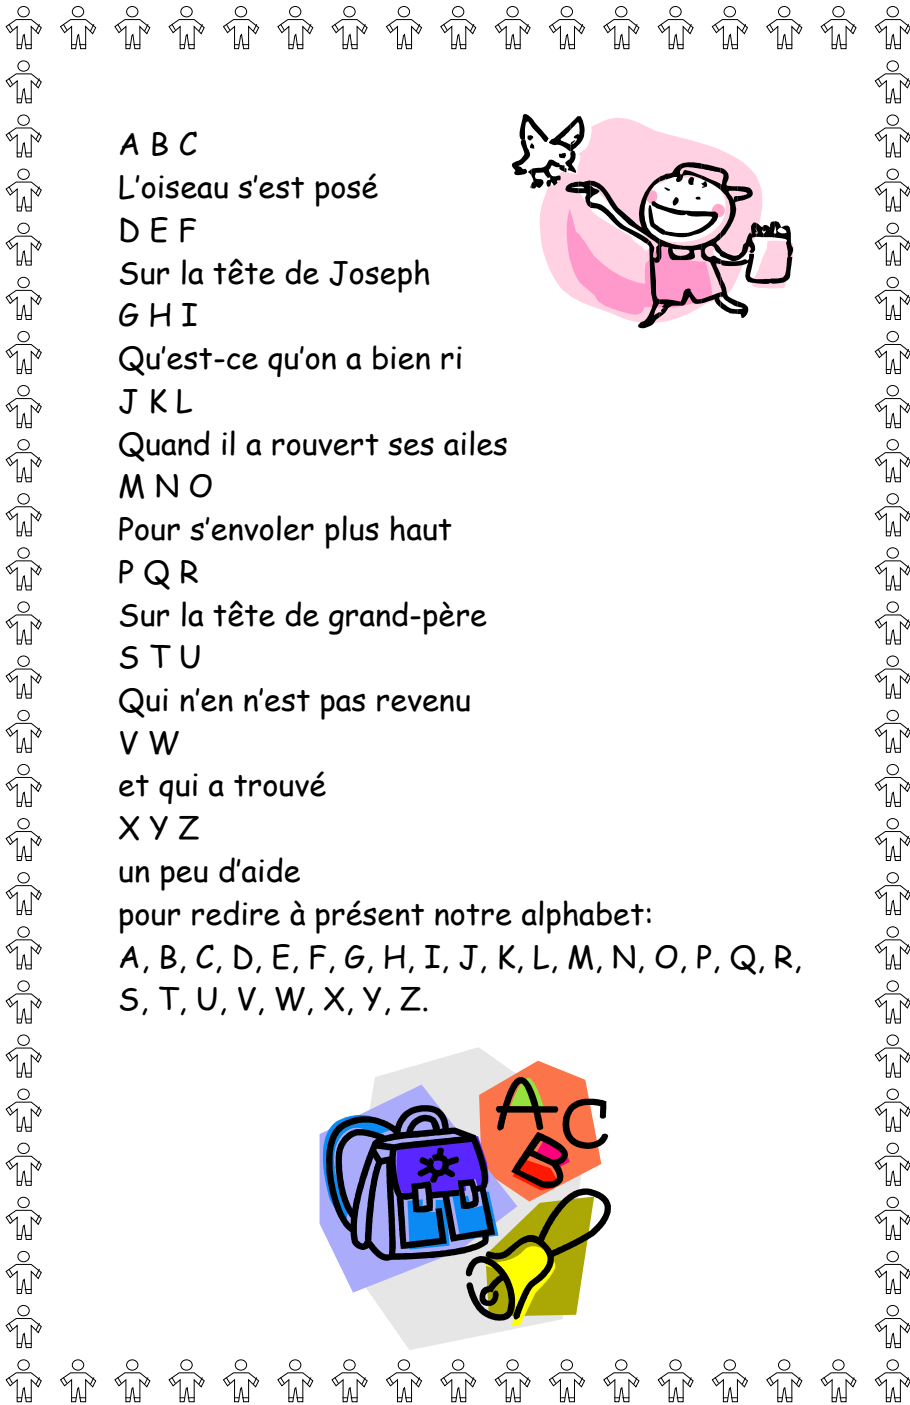 A B C
L'oiseau s'est posé
D E F
Sur la tête de Joseph
G H I
Qu'est-ce qu'on a bien ri
J K L
Quand il a rouvert ses ailes
M N O
Pour s'envoler plus haut
P Q R
Sur la tête de grand-père
S T U
Qui n'en n'est pas revenu
V W
et qui a trouvé
X Y Z
un peu d'aide
pour redire à présent notre alphabet:
A, B, C, D, E, F, G, H, I, J, K, L, M, N, O, P, Q, R,
S, T, U, V, W, X, Y, Z.
A C
B